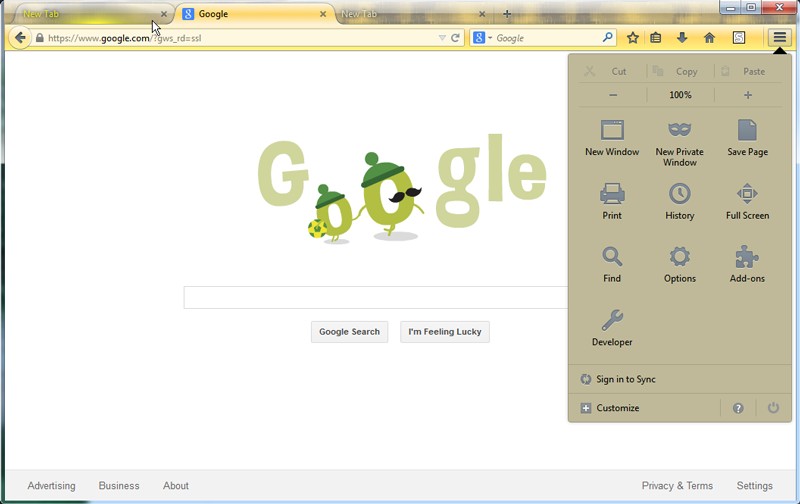 New Tab
Google
New Tab
https://www.google.com/?gws_rd=ssl
Google
Cut
Copy
Paste
100%
New Window
New Private Window
Save Page
Print
History
Full Screen
Find
Options
Add-ons
Developer
Sign in to Sync
Customize
Google
Google Search
I'm Feeling Lucky
Advertising
Business
About
Privacy & Terms
Settings